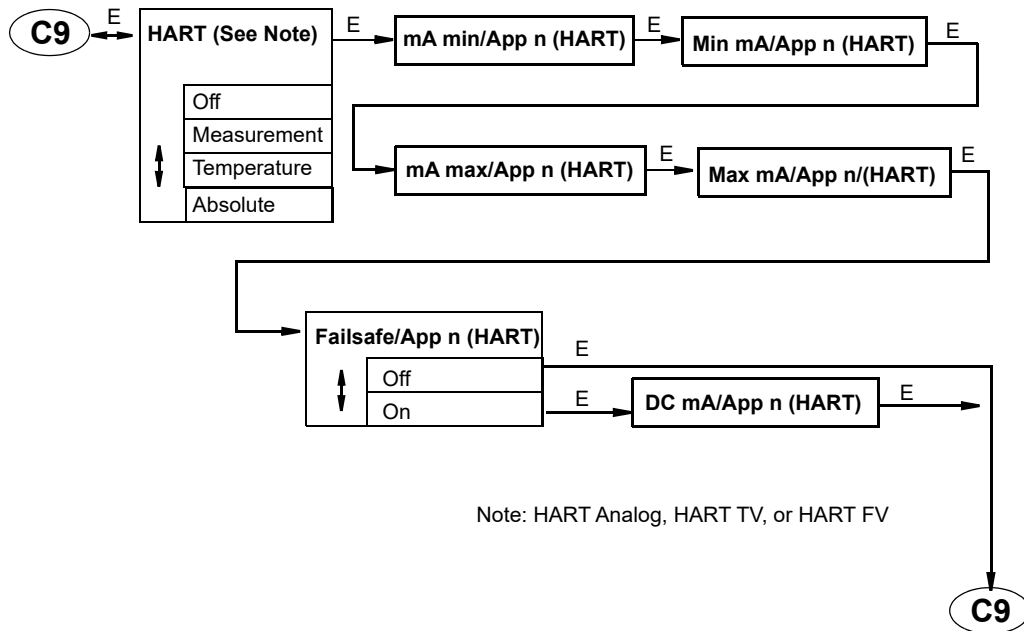 C9
E
HART (See Note)
Off
Measurement
Temperature
Absolute
E
mA min/App n (HART)
E
Min mA/App n (HART)
E
mA max/App n (HART)
E
Max mA/App n/(HART)
E
Failsafe/App n (HART)
Off
On
E
E
DC mA/App n (HART)
E
Note: HART Analog, HART TV, or HART FV
C9